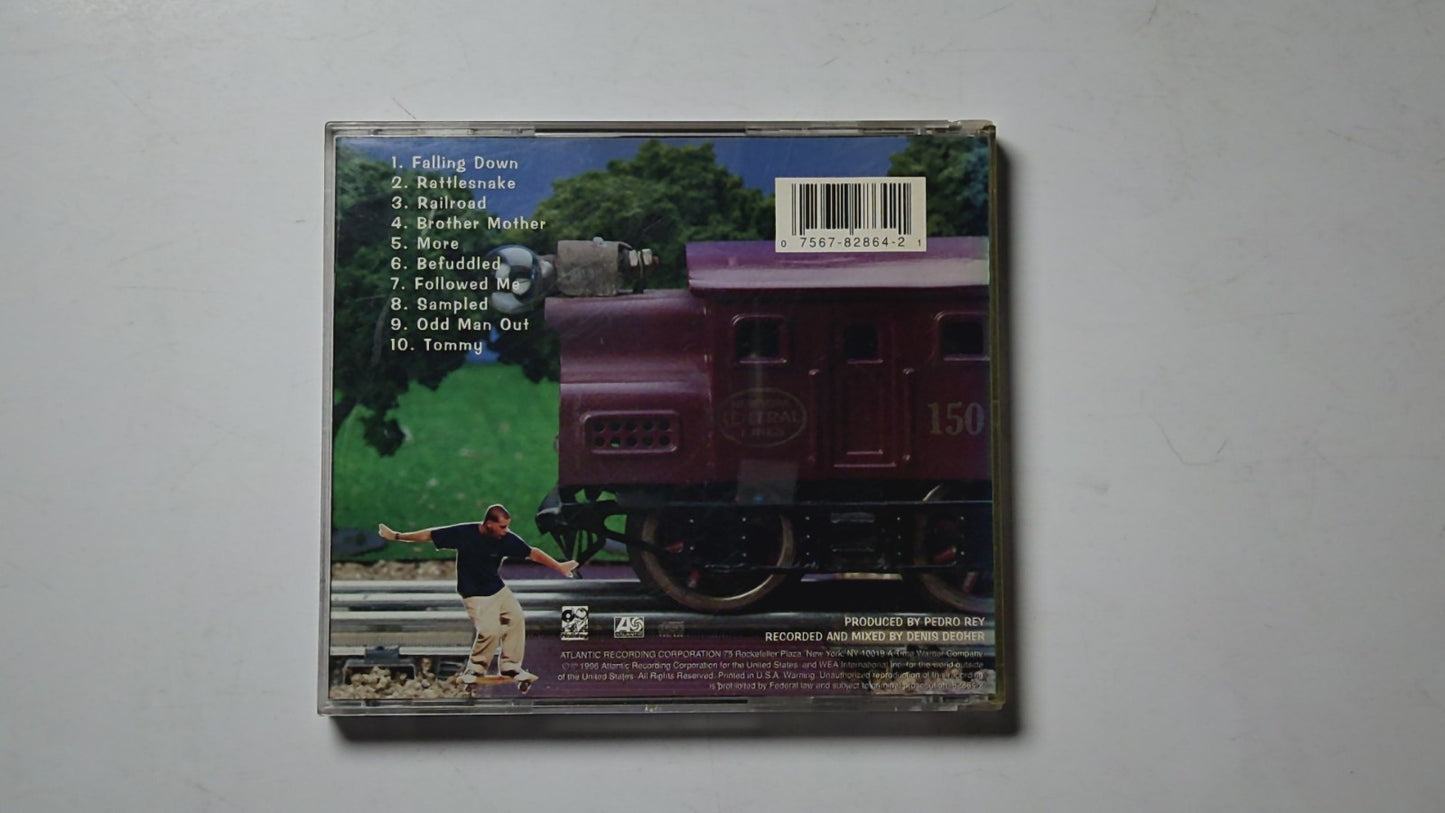 1. Falling Down
2. Rattlesnake
3. Railroad
4. Brother Mother
5. More
6. Befuddled
7. Followed Me
8. Sampled
9. Odd Man Out
10. Tommy
0 7567-82864-2 1
CENTRAL
LINES
150
PRODUCED BY PEDRO REY
RECORDED AND MIXED BY DENIS DEGHER
ATLANTIC
ATLANTIC RECORDING CORPORATION 75 Rockefeller Plaza, New York, NY 10019 A Time Warner Company
℗© 1996 Atlantic Recording Corporation for the United States and WEA International Inc. for the world outside
of the United States. All Rights Reserved. Printed in U.S.A. Warning: Unauthorized reproduction of this recording
is prohibited by Federal law and subject to criminal prosecution. 82864-2